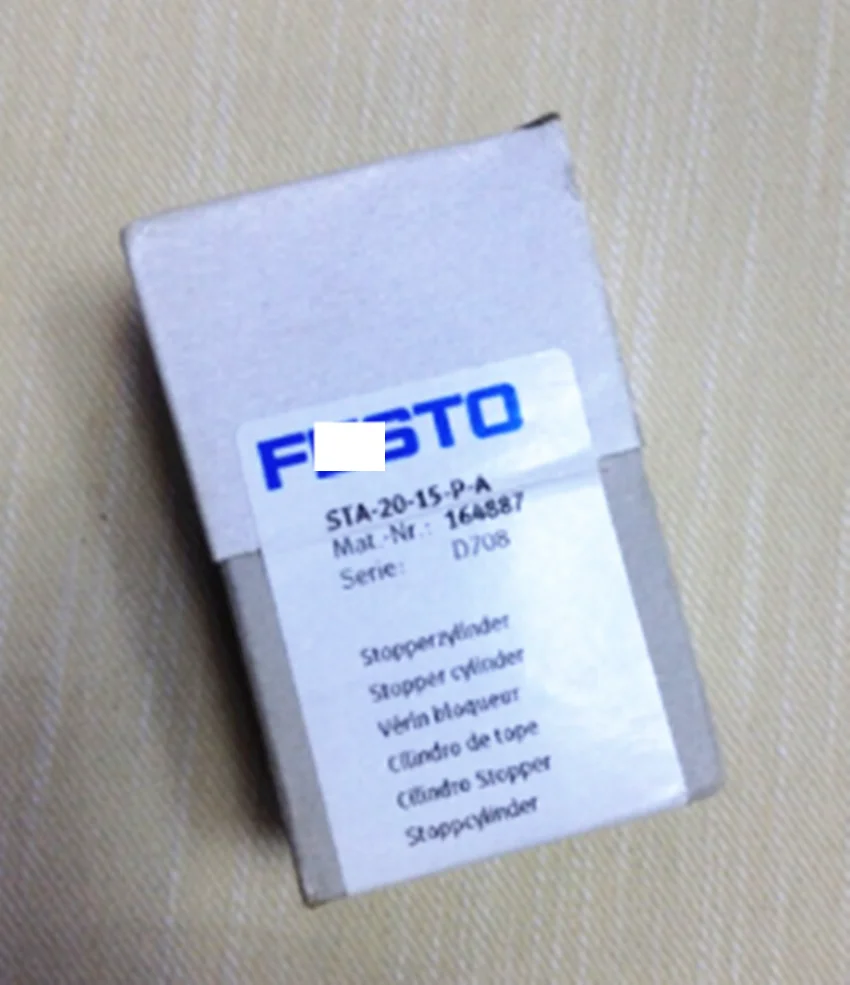 FESTO
STA-20-15-P-A
Mat.-Nr.: 164887
Serie: D708
Stopperzylinder
Stopper cylinder
Vérin bloqueur
Cilindro de tope
Cilindro Stopper
Stoppcylinder